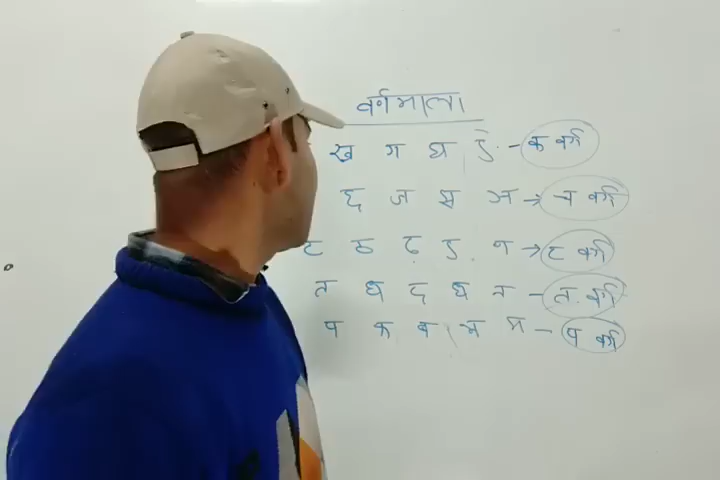 वर्णमाला
ख ग घ ङ - क वर्ग
छ ज झ ञ → च वर्ग
ट ठ ढ़ ड न → ट वर्ग
त थ द ध न - त वर्ग
प क ब भ म - प वर्ग